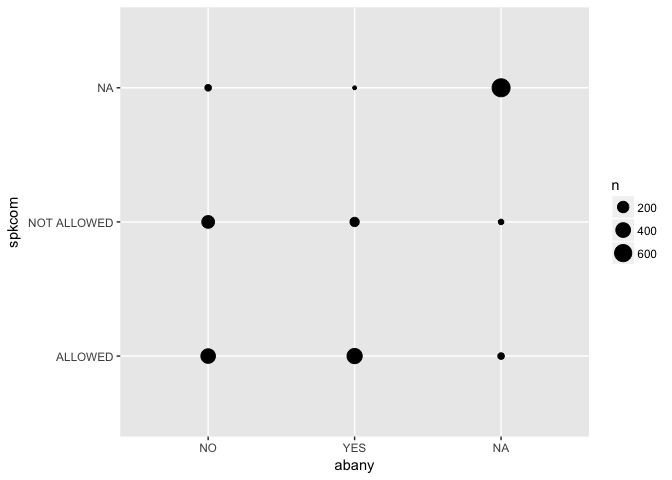 NA
NOT ALLOWED
ALLOWED
spkcom
NO
YES
NA
abany
n
200
400
600